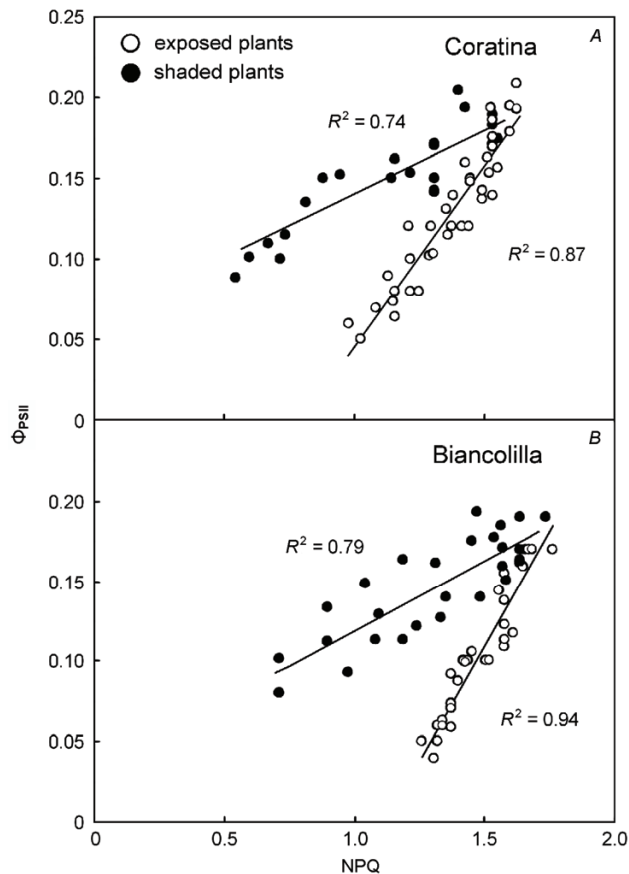 0.25
○ exposed plants
● shaded plants
Coratina
A
0.20
R² = 0.74
0.15
R² = 0.87
0.10
0.05
0
ΦPSII
Biancolilla
B
0.20
R² = 0.79
0.15
0.10
R² = 0.94
0.05
0
0 0.5 1.0 1.5 2.0
NPQ